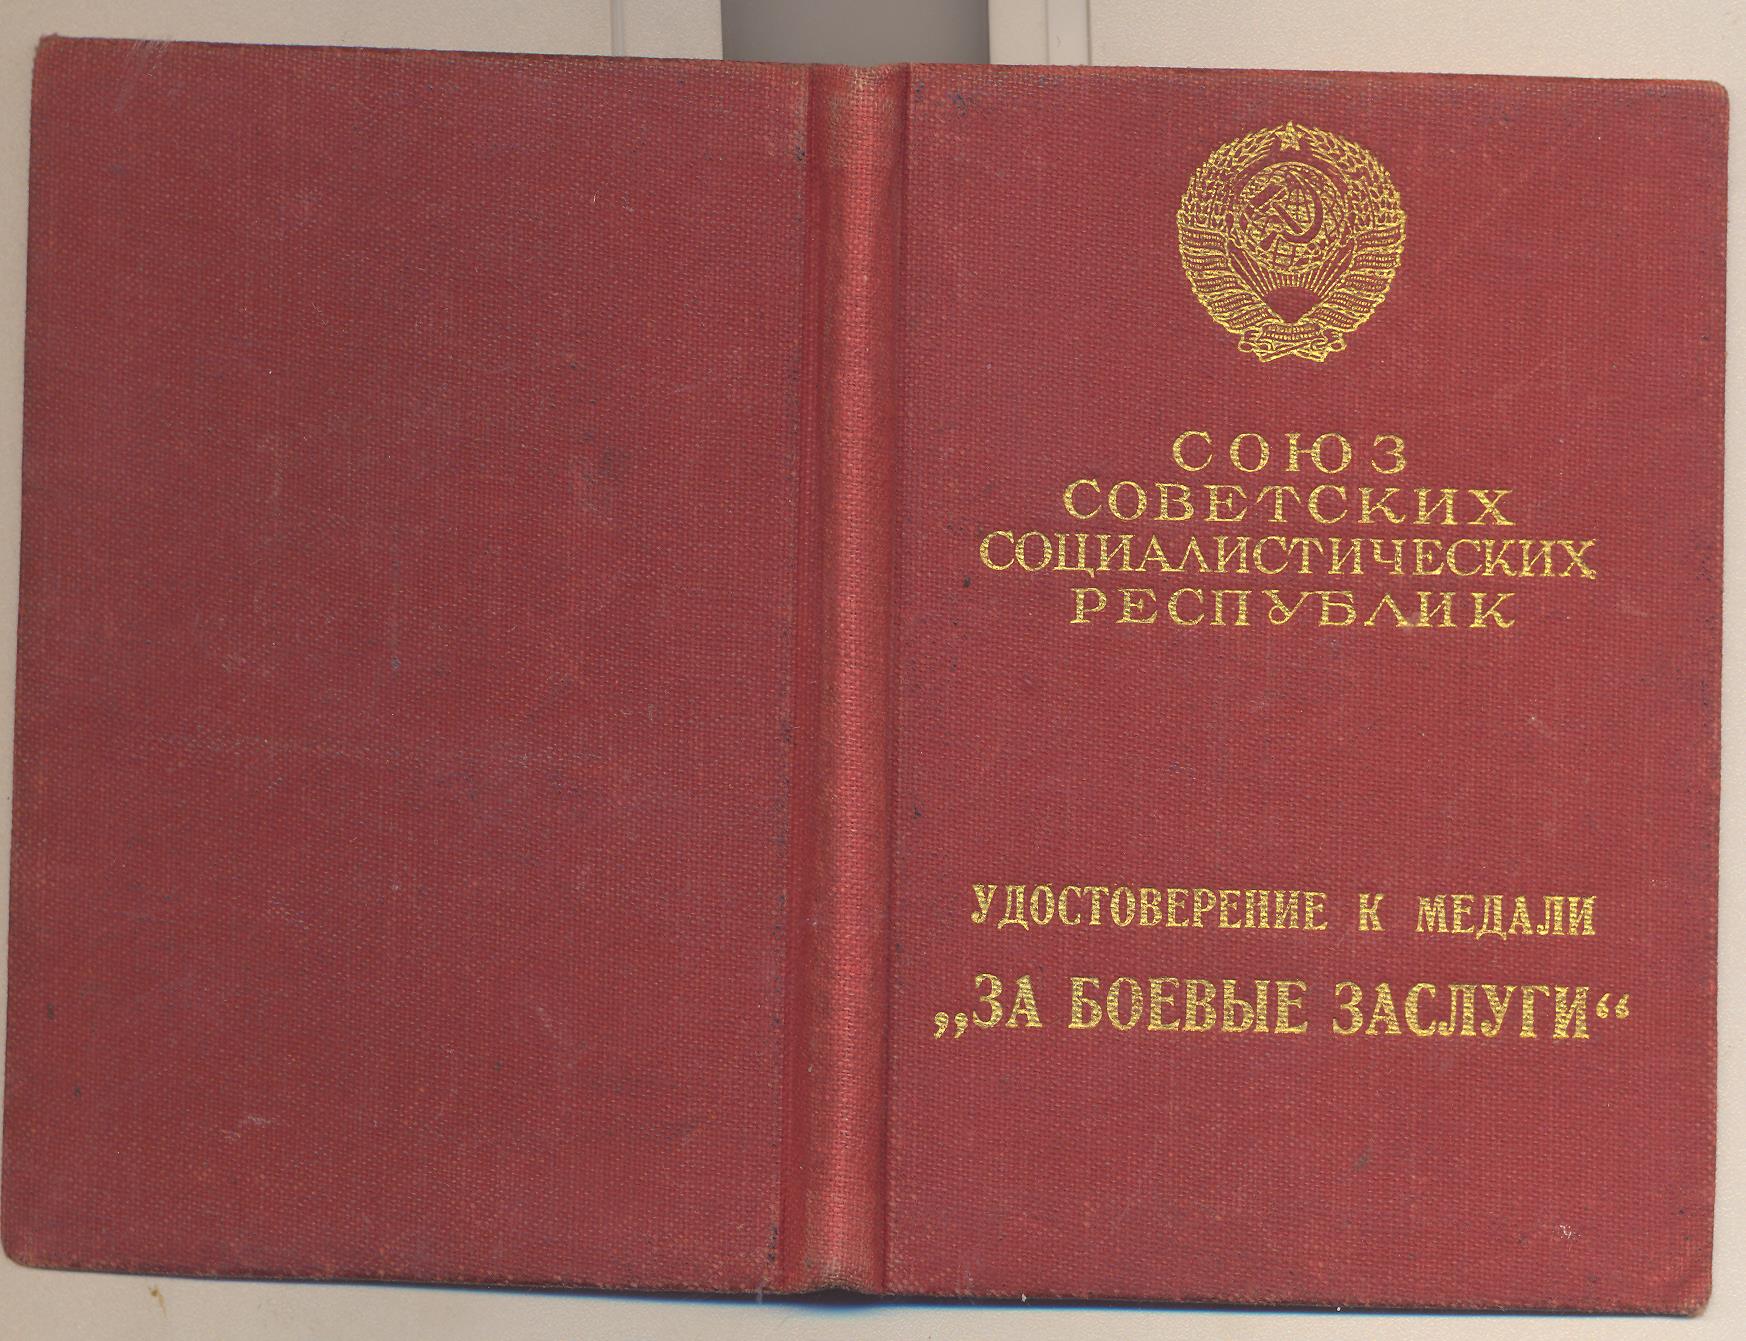 СОЮЗ
СОВЕТСКИХ
СОЦИАЛИСТИЧЕСКИХ
РЕСПУБЛИК
УДОСТОВЕРЕНИЕ К МЕДАЛИ
„ЗА БОЕВЫЕ ЗАСЛУГИ“